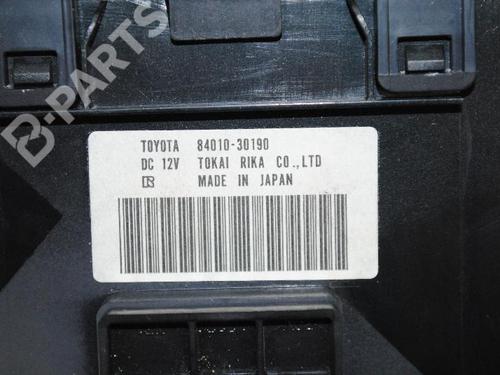 B-PARTS
TOYOTA 84010-30190
DC 12V TOKAI RIKA CO.,LTD
R MADE IN JAPAN